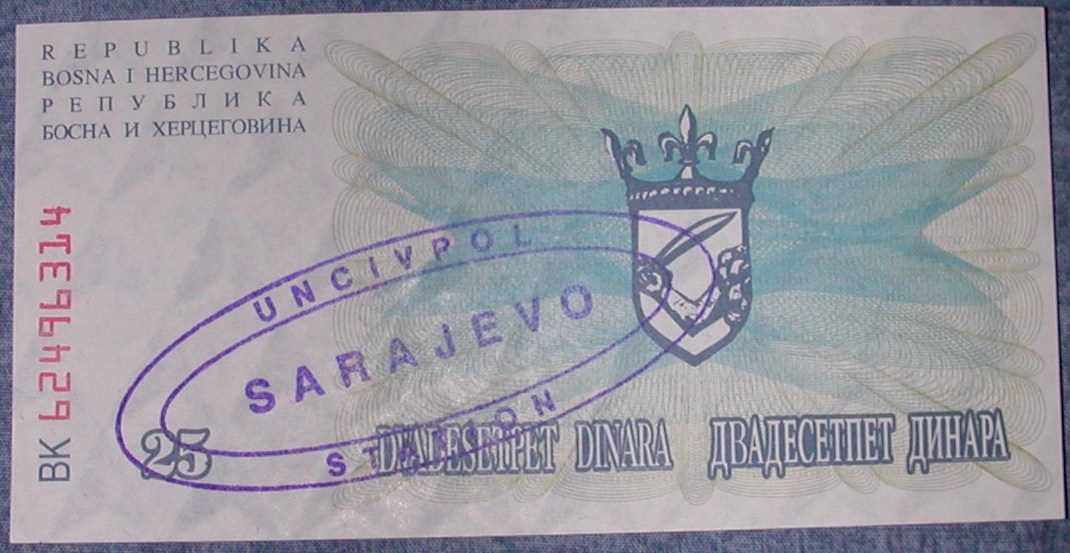 REPUBLIKA
BOSNA I HERCEGOVINA
РЕПУБЛИКА
БОСНА И ХЕРЦЕГОВИНА
BK 62496314
UNCIVPOL
SARAJEVO
STATION
25
DVADESETPET DINARA ДВАДЕСЕТПЕТ ДИНАРА